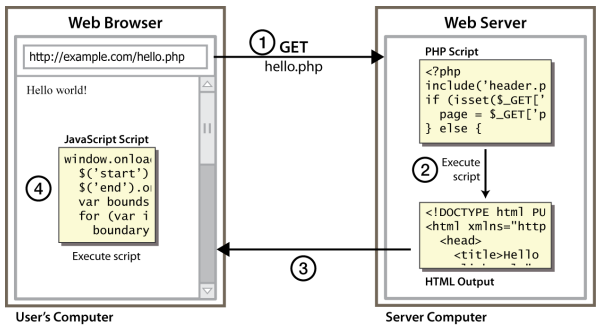 Web Browser
http://example.com/hello.php
Hello world!
JavaScript Script
window.onloa
$('start')
$('end').o
var bounds
for (var i
boundary
4
Execute script
User's Computer
1
GET
hello.php
3
Web Server
PHP Script
<?php
include('header.p
if (isset($_GET['
page = $_GET['p
} else {
2
Execute
script
<!DOCTYPE html PU
<html xmlns="http
<head>
<title>Hello
HTML Output
Server Computer